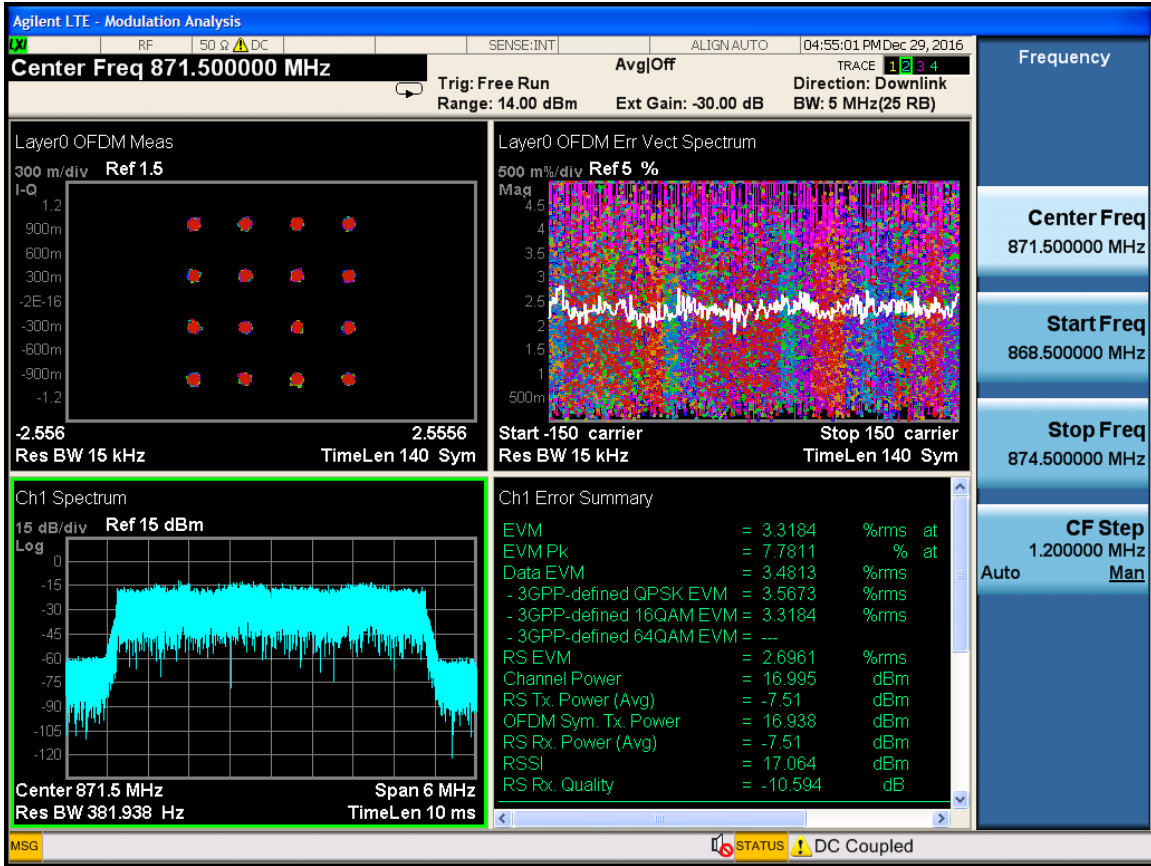 Agilent LTE - Modulation Analysis
LXI RF 50 Ω DC SENSE:INT ALIGN AUTO 04:55:01 PM Dec 29, 2016
Center Freq 871.500000 MHz
Avg|Off
TRACE 1 2 3 4
Trig: Free Run
Direction: Downlink
Range: 14.00 dBm
Ext Gain: -30.00 dB
BW: 5 MHz(25 RB)
Layer0 OFDM Meas
300 m/div Ref 1.5
I-Q
1.2
900m
600m
300m
-2E-16
-300m
-600m
-900m
-1.2
-2.556
2.5556
Res BW 15 kHz
TimeLen 140 Sym
Layer0 OFDM Err Vect Spectrum
500 m%/div Ref 5 %
Mag
4.5
4
3.5
3
2.5
2
1.5
1
500m
Start -150 carrier
Stop 150 carrier
Res BW 15 kHz
TimeLen 140 Sym
Ch1 Spectrum
15 dB/div Ref 15 dBm
Log
0
-15
-30
-45
-60
-75
-90
-105
-120
Center 871.5 MHz
Span 6 MHz
Res BW 381.938 Hz
TimeLen 10 ms
Ch1 Error Summary
EVM = 3.3184 %rms at
EVM Pk = 7.7811 % at
Data EVM = 3.4813 %rms
- 3GPP-defined QPSK EVM = 3.5673 %rms
- 3GPP-defined 16QAM EVM = 3.3184 %rms
- 3GPP-defined 64QAM EVM = ---
RS EVM = 2.6961 %rms
Channel Power = 16.995 dBm
RS Tx. Power (Avg) = -7.51 dBm
OFDM Sym. Tx. Power = 16.938 dBm
RS Rx. Power (Avg) = -7.51 dBm
RSSI = 17.064 dBm
RS Rx. Quality = -10.594 dB
Frequency
Center Freq
871.500000 MHz
Start Freq
868.500000 MHz
Stop Freq
874.500000 MHz
CF Step
1.200000 MHz
Auto Man
MSG
STATUS
DC Coupled